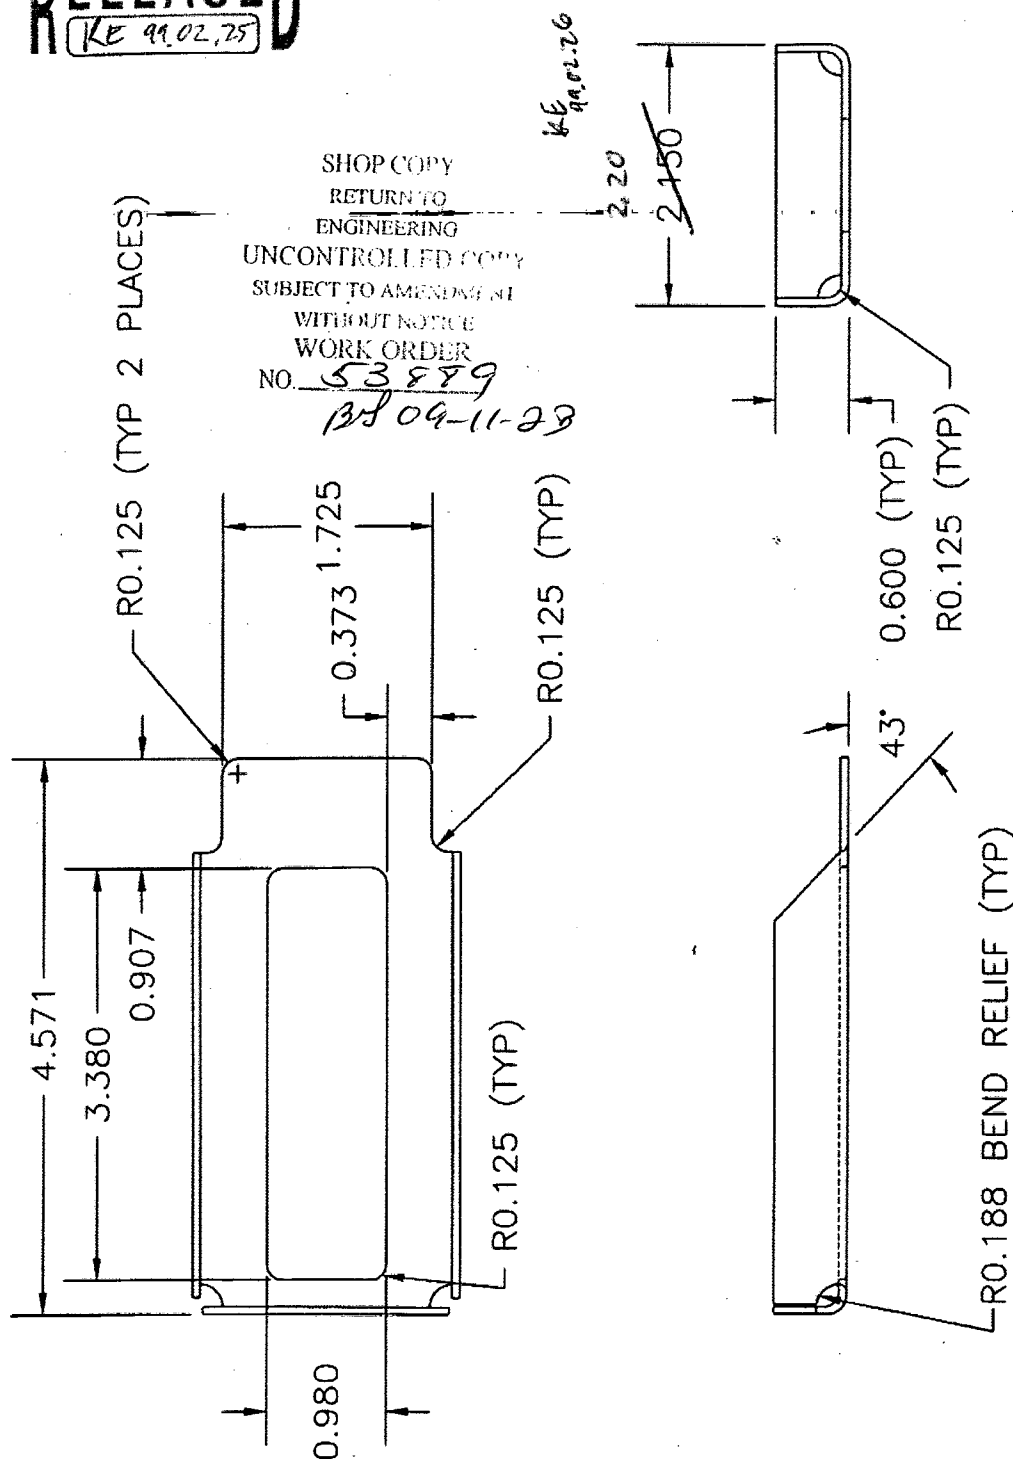 RELEASED
KE 99.02.25
KE
99.02.26
2.20
2.150
SHOP COPY
RETURN TO
ENGINEERING
UNCONTROLLED COPY
SUBJECT TO AMENDMENT
WITHOUT NOTICE
WORK ORDER
NO. 53889
09-11-23
R0.125 (TYP 2 PLACES)
1.725
0.373
R0.125 (TYP)
0.600 (TYP)
R0.125 (TYP)
4.571
3.380
0.907
R0.125 (TYP)
0.980
43°
R0.188 BEND RELIEF (TYP)